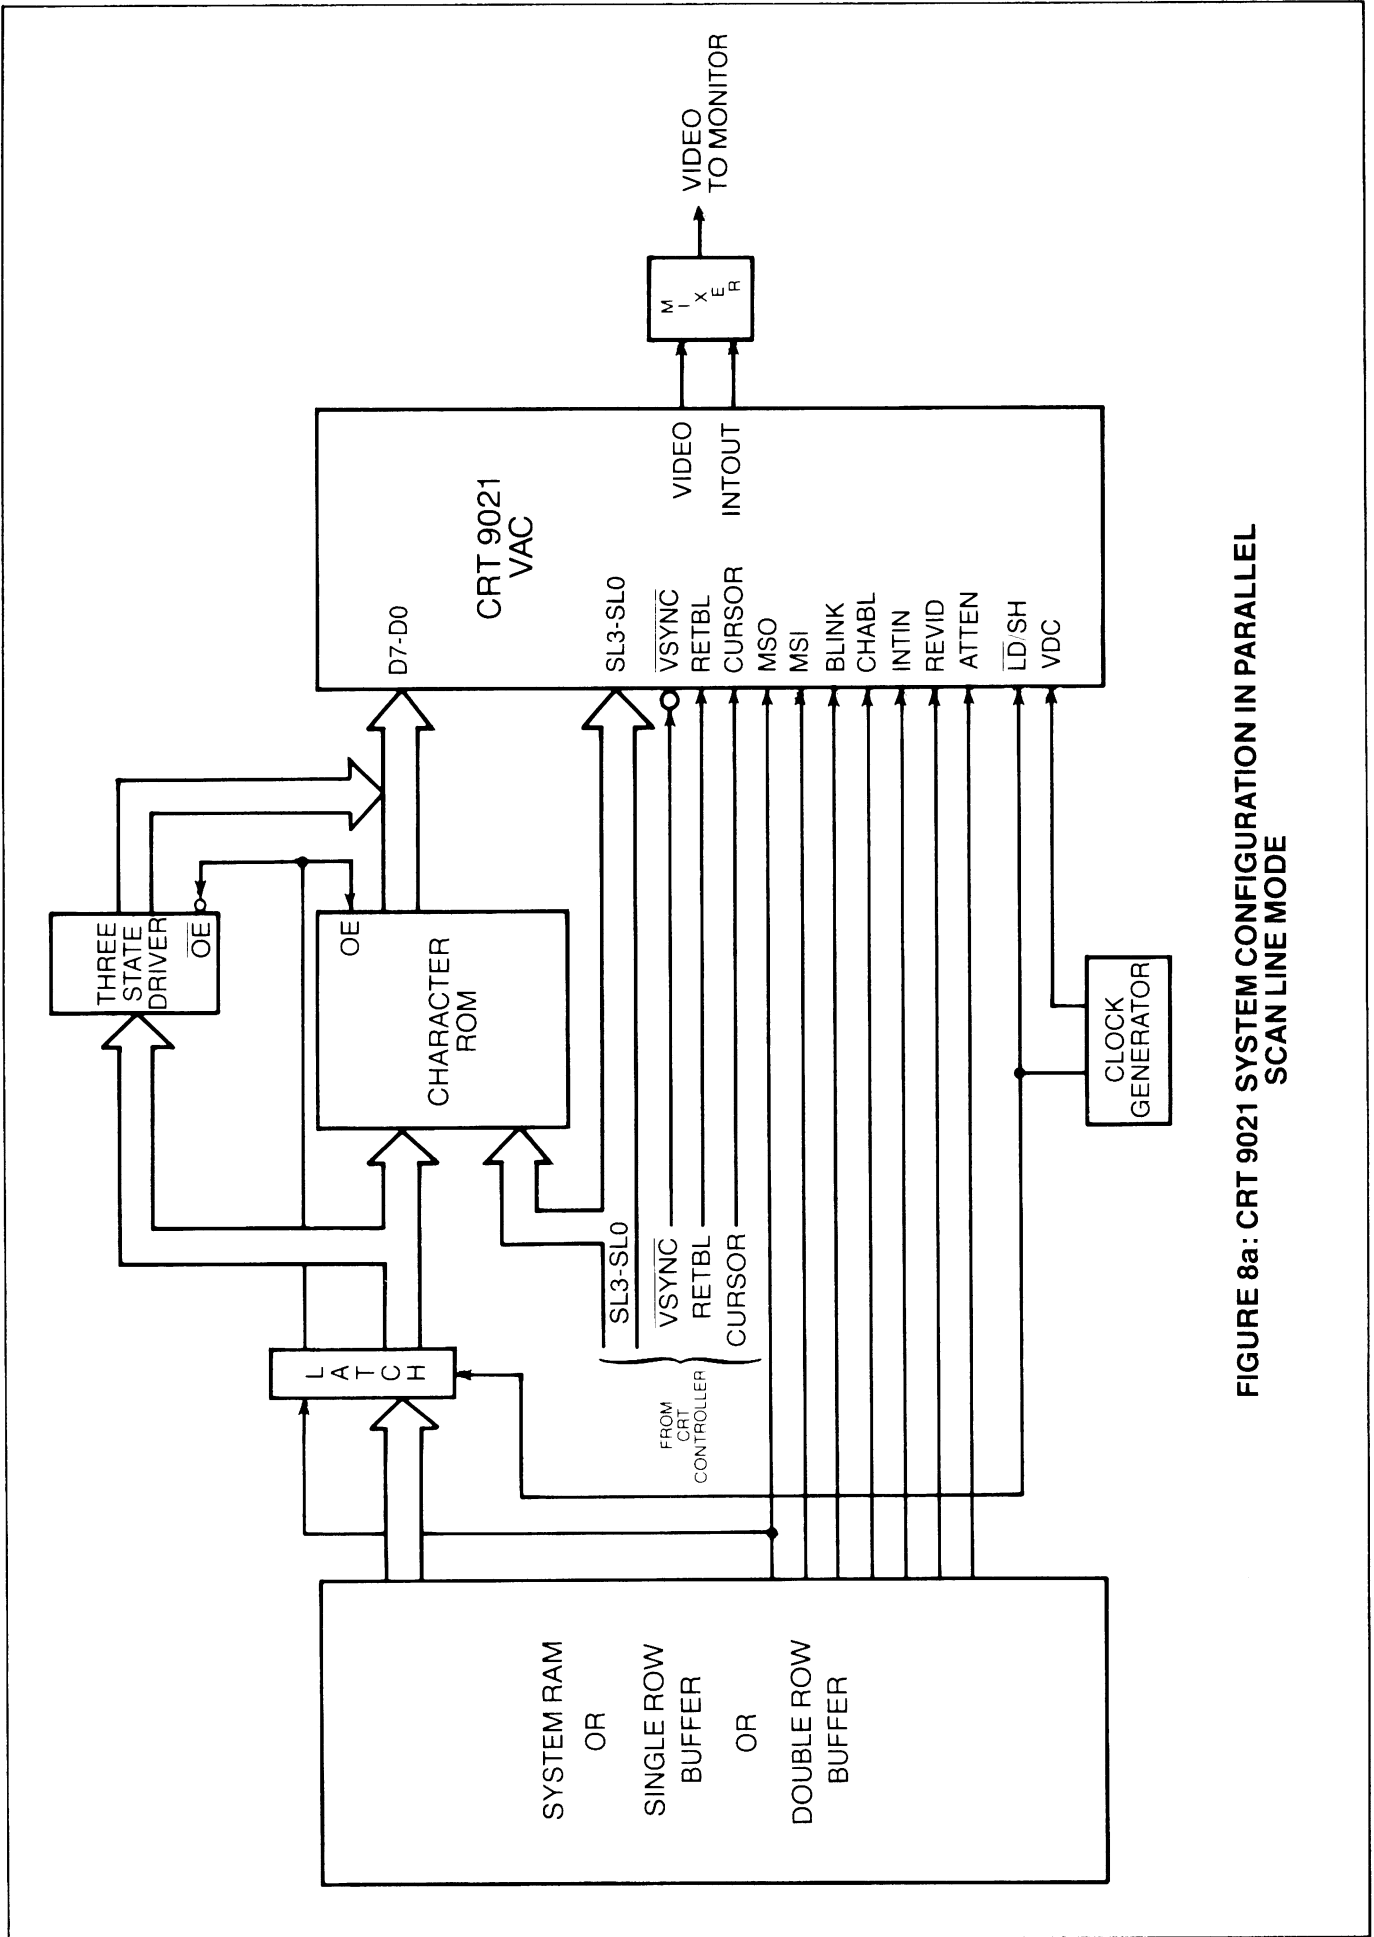 SYSTEM RAM
OR
SINGLE ROW
BUFFER
OR
DOUBLE ROW
BUFFER
LATCH
THREE
STATE
DRIVER
OE
CHARACTER
ROM
OE
SL3-SL0
VSYNC
RETBL
CURSOR
FROM
CRT
CONTROLLER
CLOCK
GENERATOR
CRT 9021
VAC
D7-D0
SL3-SL0
VSYNC
RETBL
CURSOR
MSO
MSI
BLINK
CHABL
INTIN
REVID
ATTEN
LD/SH
VDC
VIDEO
INTOUT
MIXER
VIDEO
TO MONITOR
FIGURE 8a: CRT 9021 SYSTEM CONFIGURATION IN PARALLEL
SCAN LINE MODE